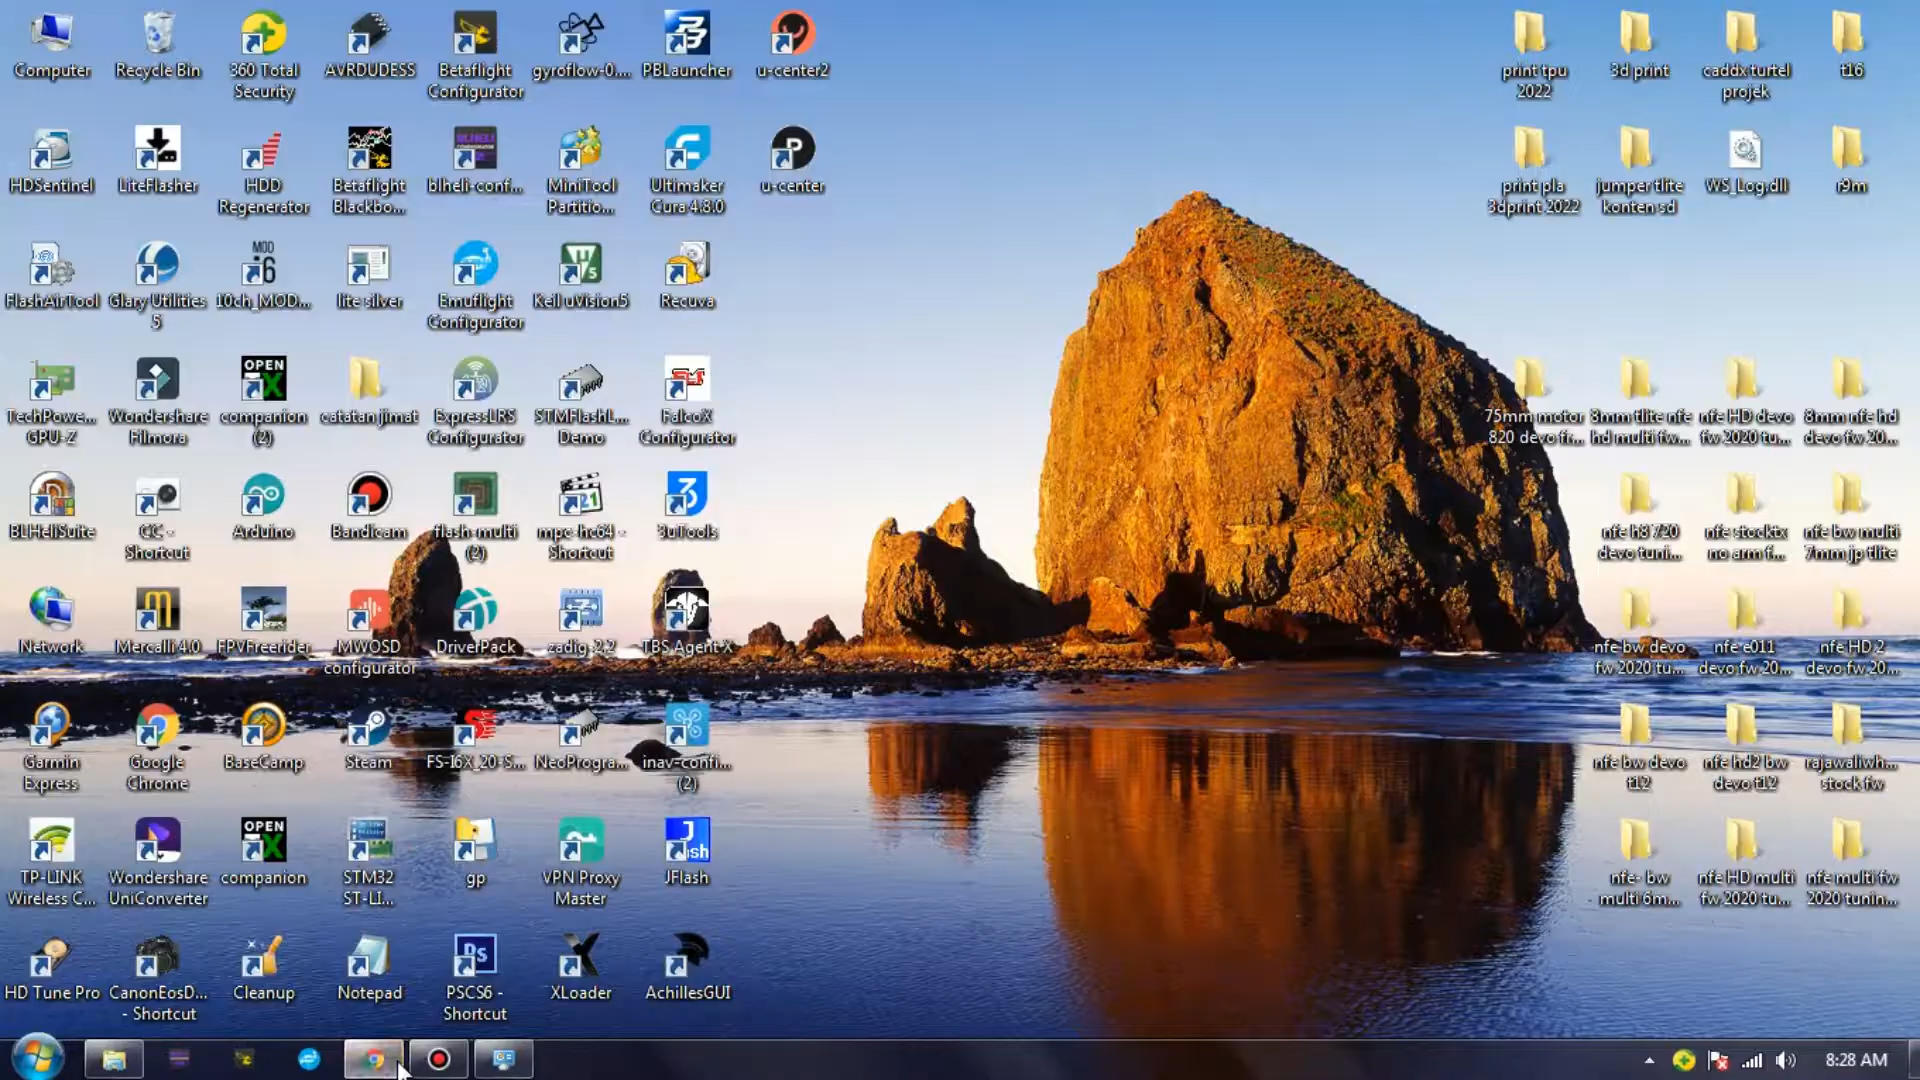 Computer
Recycle Bin
360 Total
Security
AVRDUDESS
Betaflight
Configurator
gyroflow-0....
PBLauncher
u-center2
print tpu
2022
3d print
caddx turtel
projek
t16
HDSentinel
LiteFlasher
HDD
Regenerator
Betaflight
Blackbo...
blheli-conf...
MiniTool
Partitio...
Ultimaker
Cura 4.8.0
u-center
print pla
3dprint 2022
jumper tlite
konten sd
WS_Log.dll
r9m
FlashAirTool
Glary Utilities
5
MOD
i6
10ch_MOD...
lite silver
Emuflight
Configurator
Keil uVision5
Recuva
TechPowe...
GPU-Z
Wondershare
Filmora
OPEN
X
companion
(2)
catatan jimat
ExpressLRS
Configurator
STMFlashL...
Demo
FalcoX
Configurator
75mm motor
820 devo fr...
8mm tlite nfe
hd multi fw...
nfe HD devo
fw 2020 tu...
8mm nfe hd
devo fw 20...
BLHeliSuite
CC -
Shortcut
Arduino
Bandicam
flash-multi
(2)
mpc-hc64 -
Shortcut
3uTools
nfe h8 720
devo tuni...
nfe stocktx
no arm f...
nfe bw multi
7mm jp tlite
Network
Mercalli 4.0
FPVFreerider
MWOSD
configurator
DriverPack
zadig-2.2
TBS Agent X
nfe bw devo
fw 2020 tu...
nfe e011
devo fw 20...
nfe HD 2
devo fw 20...
Garmin
Express
Google
Chrome
BaseCamp
Steam
FS-I6X_20-S...
NeoProgra...
inav-confi...
(2)
nfe bw devo
t12
nfe hd2 bw
devo t12
rajawaliwh...
stock fw
TP-LINK
Wireless C...
Wondershare
UniConverter
OPEN
X
companion
STM32
ST-LI...
gp
VPN Proxy
Master
J
ash
JFlash
nfe- bw
multi 6m...
nfe HD multi
fw 2020 tu...
nfe multi fw
2020 tunin...
HD Tune Pro
CanonEosD...
- Shortcut
Cleanup
Notepad
Ps
PSCS6 -
Shortcut
XLoader
AchillesGUI
8:28 AM